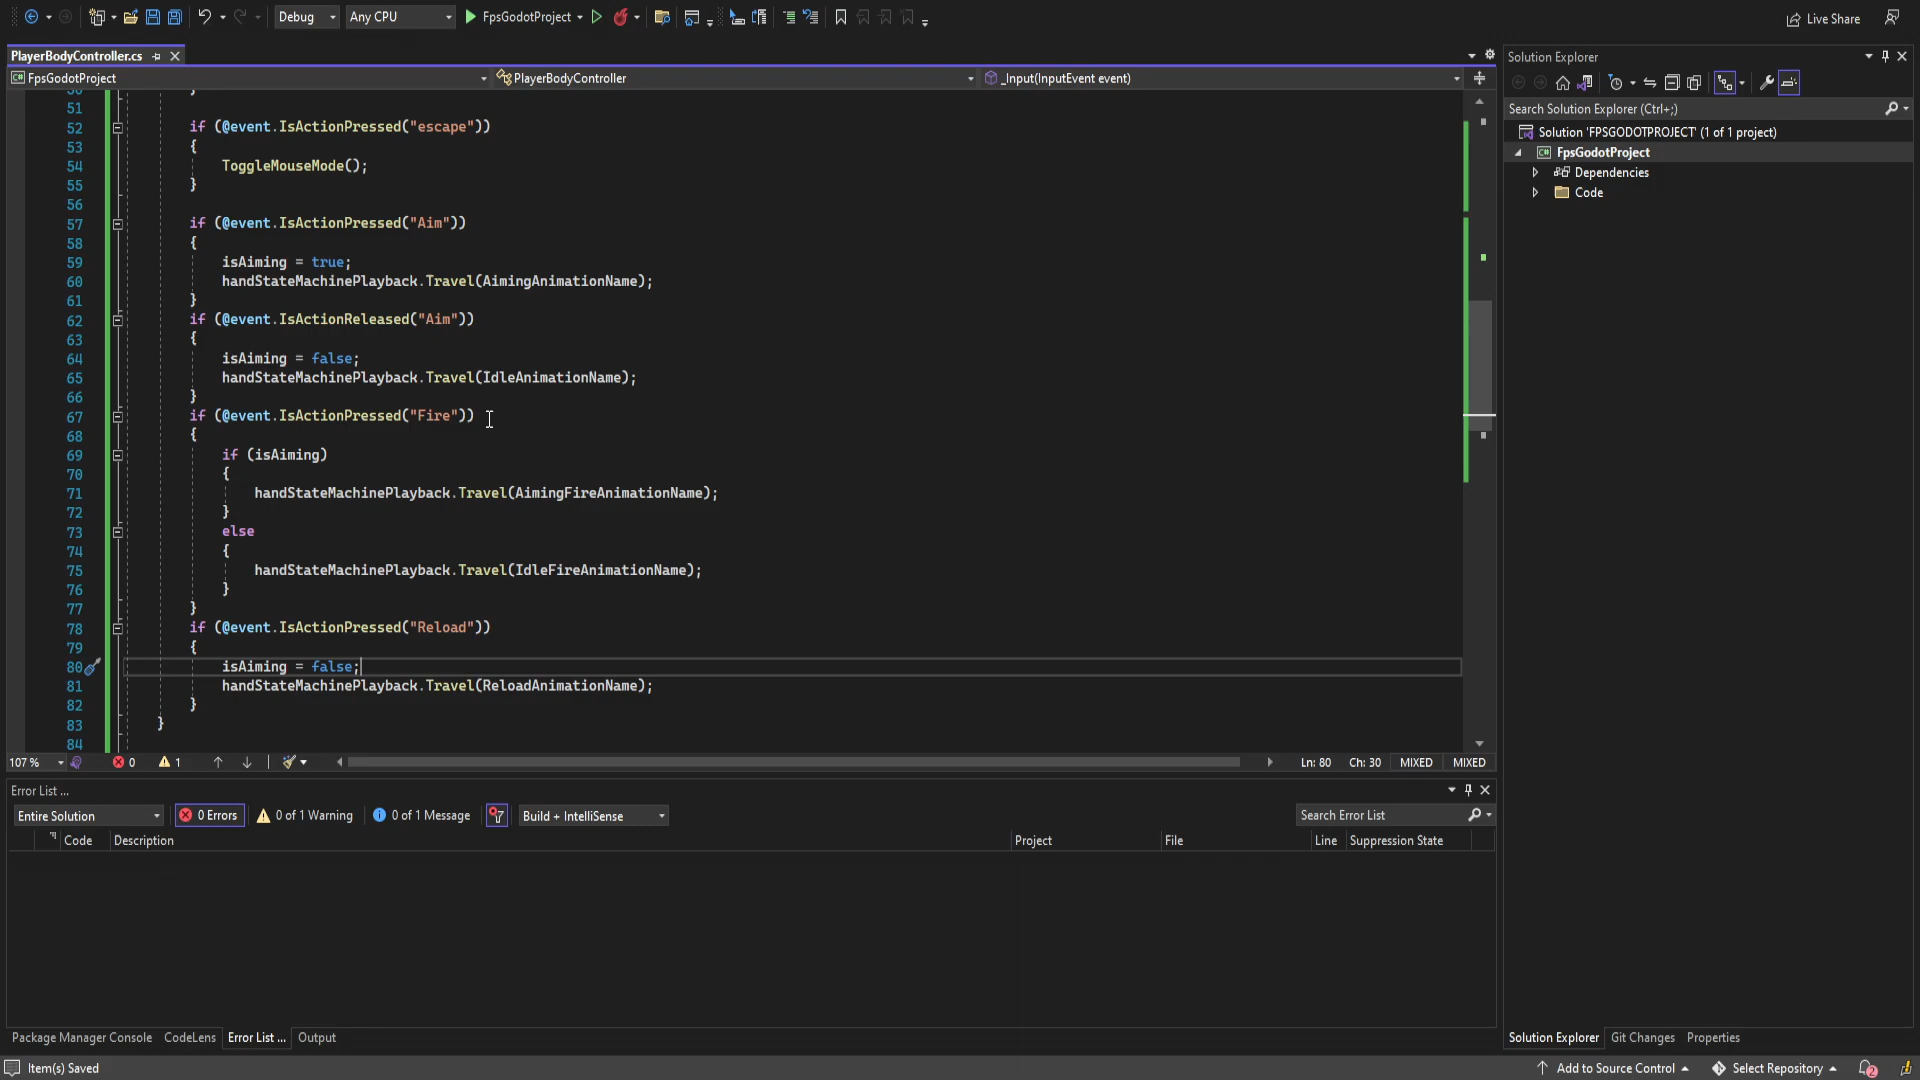 Debug
Any CPU
FpsGodotProject
Live Share
PlayerBodyController.cs
FpsGodotProject
PlayerBodyController
_Input(InputEvent event)
51
52 if (@event.IsActionPressed("escape"))
53 {
54 ToggleMouseMode();
55 }
56
57 if (@event.IsActionPressed("Aim"))
58 {
59 isAiming = true;
60 handStateMachinePlayback.Travel(AimingAnimationName);
61 }
62 if (@event.IsActionReleased("Aim"))
63 {
64 isAiming = false;
65 handStateMachinePlayback.Travel(IdleAnimationName);
66 }
67 if (@event.IsActionPressed("Fire"))
68 {
69 if (isAiming)
70 {
71 handStateMachinePlayback.Travel(AimingFireAnimationName);
72 }
73 else
74 {
75 handStateMachinePlayback.Travel(IdleFireAnimationName);
76 }
77 }
78 if (@event.IsActionPressed("Reload"))
79 {
80 isAiming = false;
81 handStateMachinePlayback.Travel(ReloadAnimationName);
82 }
83 }
84
107 %
0
1
Ln: 80 Ch: 30 MIXED MIXED
Error List ...
Entire Solution
0 Errors
0 of 1 Warning
0 of 1 Message
Build + IntelliSense
Search Error List
Code Description Project File Line Suppression State
Package Manager Console CodeLens Error List ... Output
Solution Explorer
Search Solution Explorer (Ctrl+;)
Solution 'FPSGODOTPROJECT' (1 of 1 project)
FpsGodotProject
Dependencies
Code
Solution Explorer Git Changes Properties
Item(s) Saved
Add to Source Control
Select Repository
2